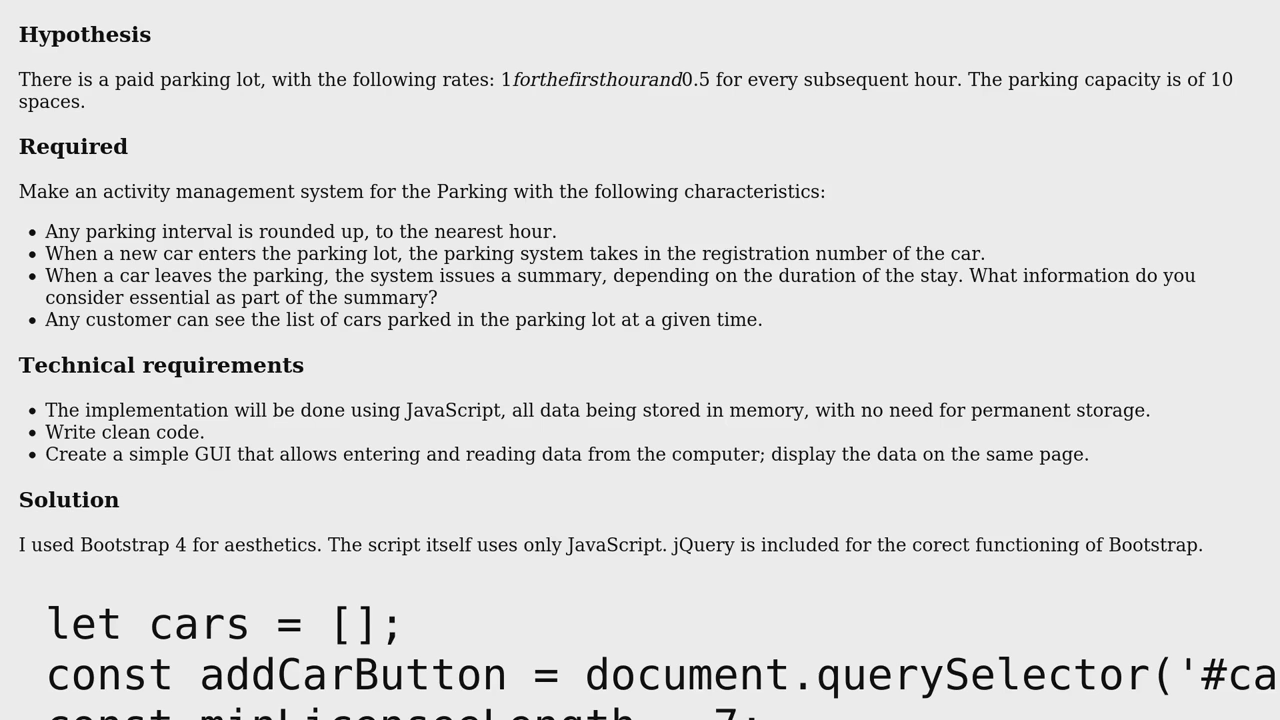 Hypothesis
There is a paid parking lot, with the following rates: 1forthefirsthourand0.5 for every subsequent hour. The parking capacity is of 10
spaces.
Required
Make an activity management system for the Parking with the following characteristics:
• Any parking interval is rounded up, to the nearest hour.
• When a new car enters the parking lot, the parking system takes in the registration number of the car.
• When a car leaves the parking, the system issues a summary, depending on the duration of the stay. What information do you
consider essential as part of the summary?
• Any customer can see the list of cars parked in the parking lot at a given time.
Technical requirements
• The implementation will be done using JavaScript, all data being stored in memory, with no need for permanent storage.
• Write clean code.
• Create a simple GUI that allows entering and reading data from the computer; display the data on the same page.
Solution
I used Bootstrap 4 for aesthetics. The script itself uses only JavaScript. jQuery is included for the corect functioning of Bootstrap.
let cars = [];
const addCarButton = document.querySelector('#ca
const minLicenseeLength = 7;